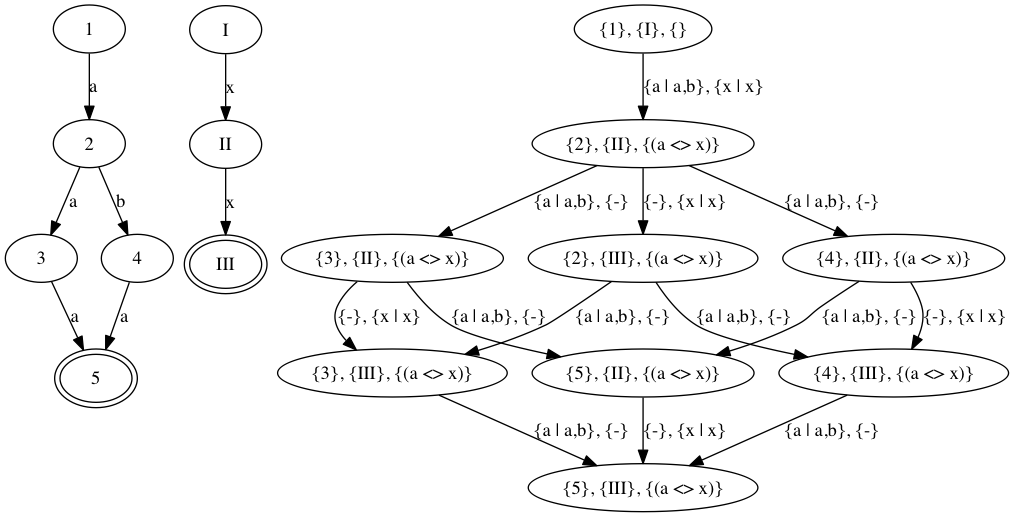 1
I
{1}, {I}, {}
a
x
{a | a,b}, {x | x}
2
II
{2}, {II}, {(a <> x)}
a
b
x
{a | a,b}, {-}
{-}, {x | x}
{a | a,b}, {-}
3
4
III
{3}, {II}, {(a <> x)}
{2}, {III}, {(a <> x)}
{4}, {II}, {(a <> x)}
a
a
{-}, {x | x}
{a | a,b}, {-}
{a | a,b}, {-}
{a | a,b}, {-}
{a | a,b}, {-}
{-}, {x | x}
5
{3}, {III}, {(a <> x)}
{5}, {II}, {(a <> x)}
{4}, {III}, {(a <> x)}
{a | a,b}, {-}
{-}, {x | x}
{a | a,b}, {-}
{5}, {III}, {(a <> x)}